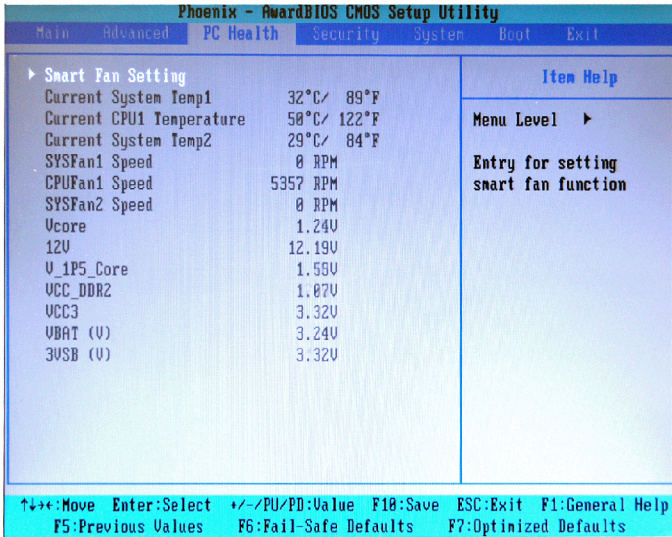 Phoenix - AwardBIOS CMOS Setup Utility
Main Advanced PC Health Security System Boot Exit
▶ Smart Fan Setting
Current System Temp1 32°C/ 89°F
Current CPU1 Temperature 50°C/ 122°F
Current System Temp2 29°C/ 84°F
SYSFan1 Speed 0 RPM
CPUFan1 Speed 5357 RPM
SYSFan2 Speed 0 RPM
Vcore 1.24V
12V 12.19V
V_1P5_Core 1.55V
VCC_DDR2 1.87V
VCC3 3.32V
VBAT (V) 3.24V
3VSB (V) 3.32V
Item Help
Menu Level ▶
Entry for setting
smart fan function
↑↓→←:Move Enter:Select +/-/PU/PD:Value F10:Save ESC:Exit F1:General Help
F5:Previous Values F6:Fail-Safe Defaults F7:Optimized Defaults